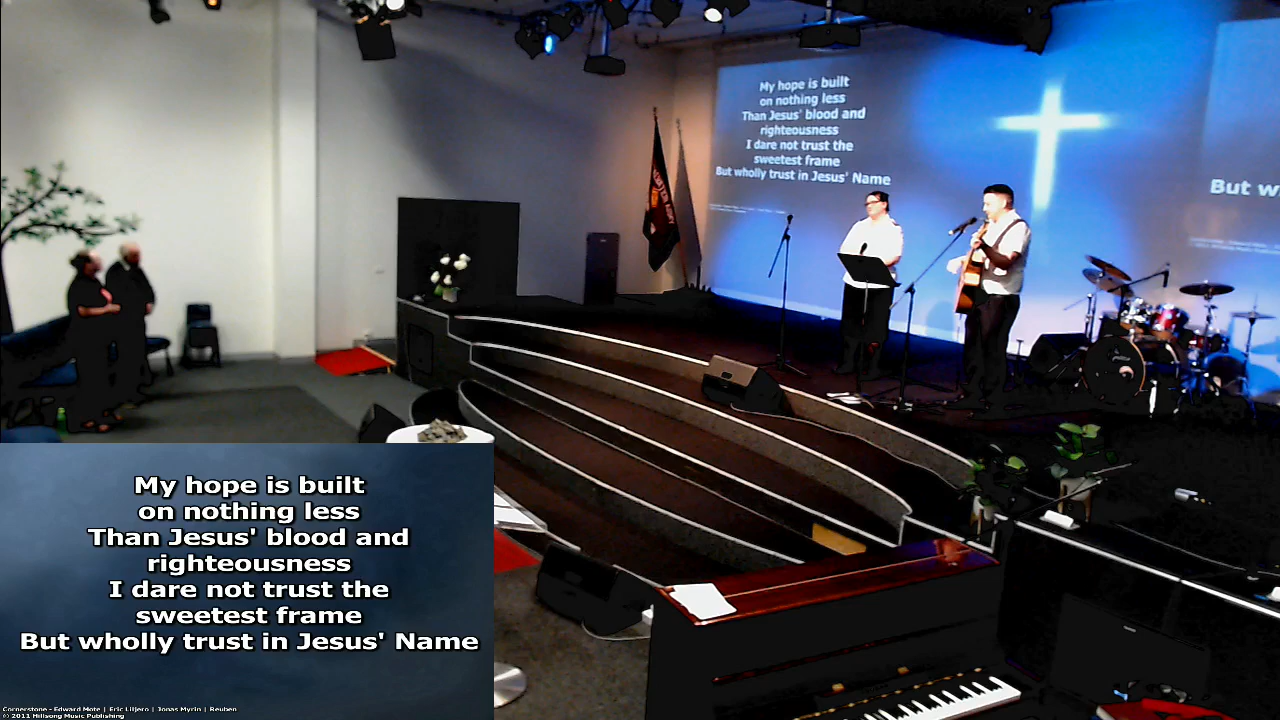 My hope is built
on nothing less
Than Jesus' blood and
righteousness
I dare not trust the
sweetest frame
But wholly trust in Jesus' Name
But w
My hope is built
on nothing less
Than Jesus' blood and
righteousness
I dare not trust the
sweetest frame
But wholly trust in Jesus' Name
Cornerstone - Edward Mote | Eric Liljero | Jonas Myrin | Reuben
© 2011 Hillsong Music Publishing